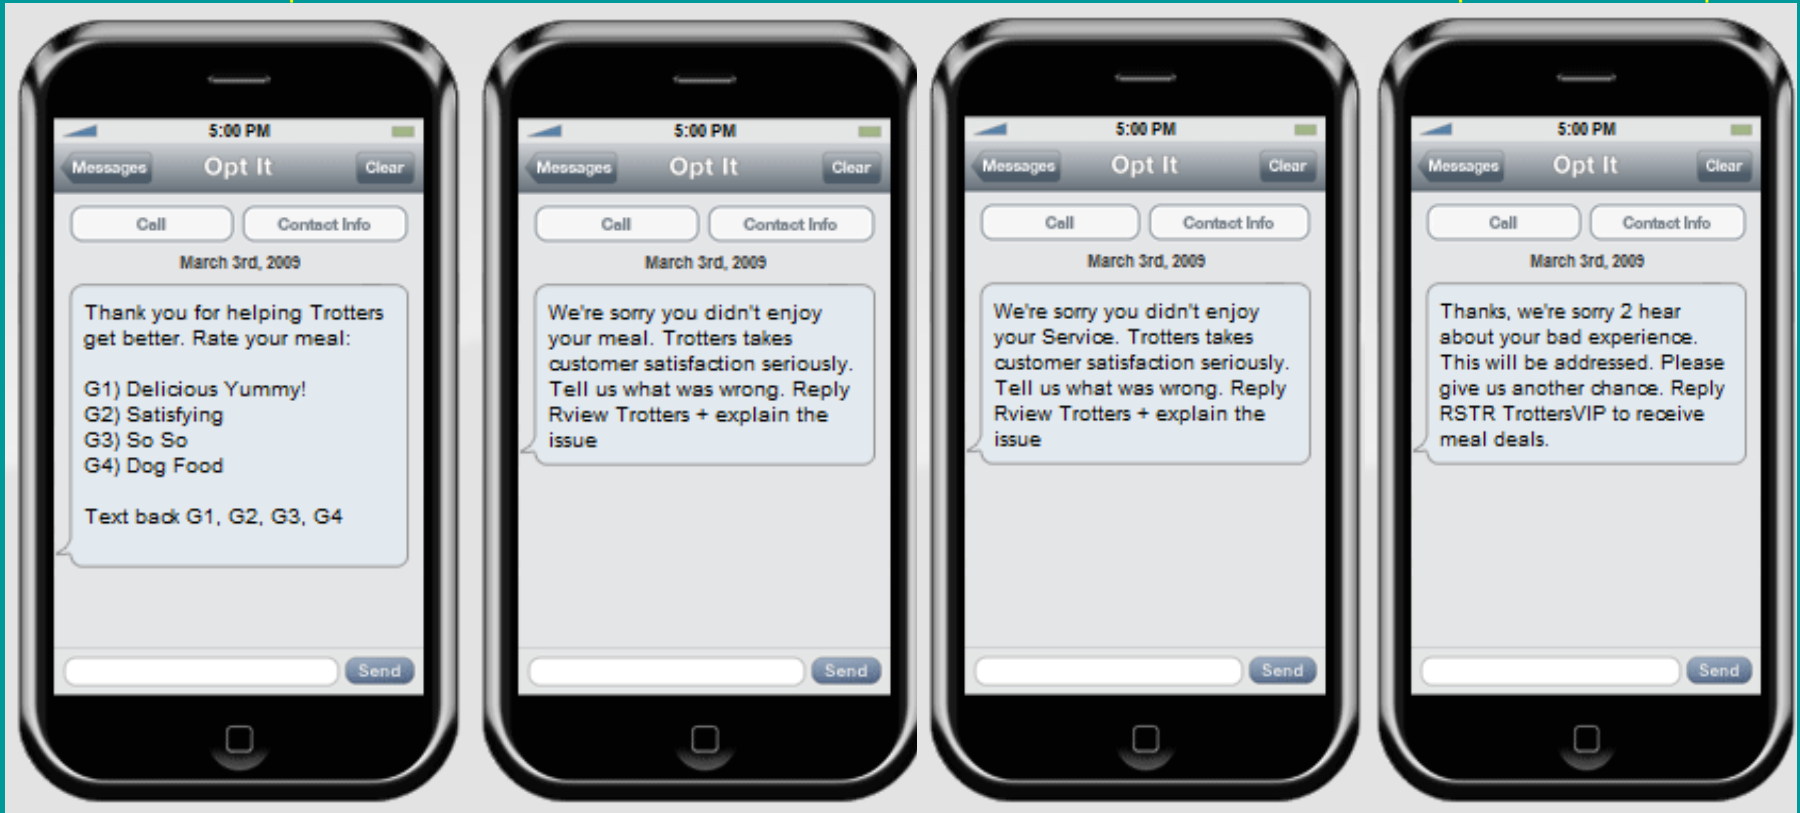 5:00 PM
Messages Opt It Clear
Call Contact Info
March 3rd, 2009
Thank you for helping Trotters
get better. Rate your meal:
G1) Delicious Yummy!
G2) Satisfying
G3) So So
G4) Dog Food
Text back G1, G2, G3, G4
Send
5:00 PM
Messages Opt It Clear
Call Contact Info
March 3rd, 2009
We're sorry you didn't enjoy
your meal. Trotters takes
customer satisfaction seriously.
Tell us what was wrong. Reply
Rview Trotters + explain the
issue
Send
5:00 PM
Messages Opt It Clear
Call Contact Info
March 3rd, 2009
We're sorry you didn't enjoy
your Service. Trotters takes
customer satisfaction seriously.
Tell us what was wrong. Reply
Rview Trotters + explain the
issue
Send
5:00 PM
Messages Opt It Clear
Call Contact Info
March 3rd, 2009
Thanks, we're sorry 2 hear
about your bad experience.
This will be addressed. Please
give us another chance. Reply
RSTR TrottersVIP to receive
meal deals.
Send